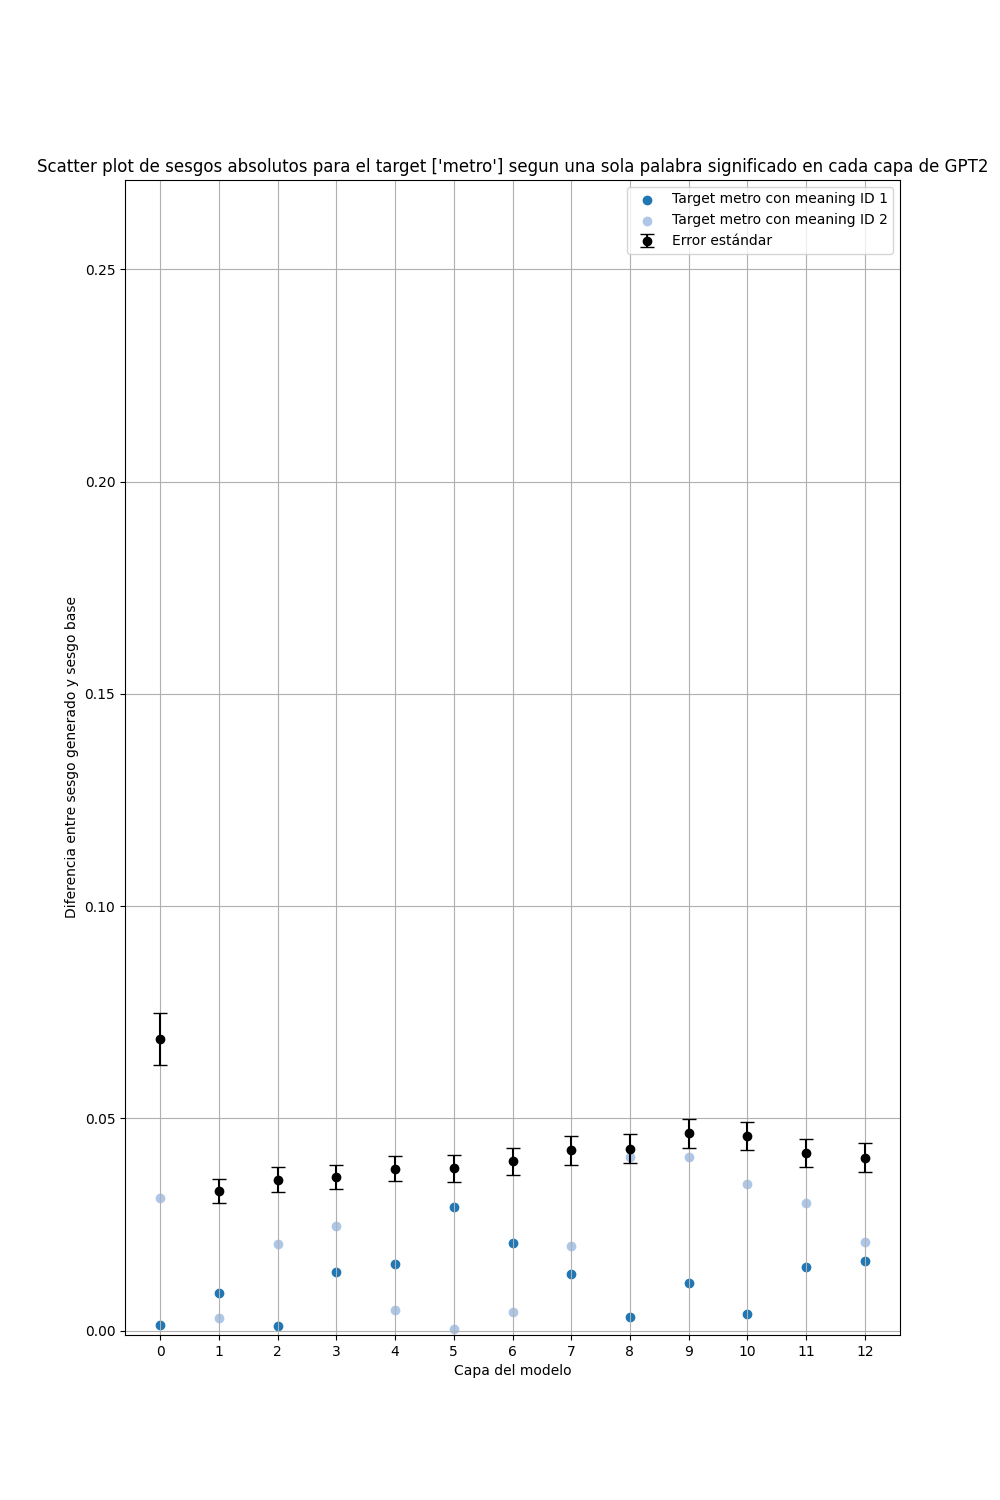 Scatter plot de sesgos absolutos para el target ['metro'] segun una sola palabra significado en cada capa de GPT2
Target metro con meaning ID 1
Target metro con meaning ID 2
Error estándar
Diferencia entre sesgo generado y sesgo base
0.25
0.20
0.15
0.10
0.05
0.00
0 1 2 3 4 5 6 7 8 9 10 11 12
Capa del modelo